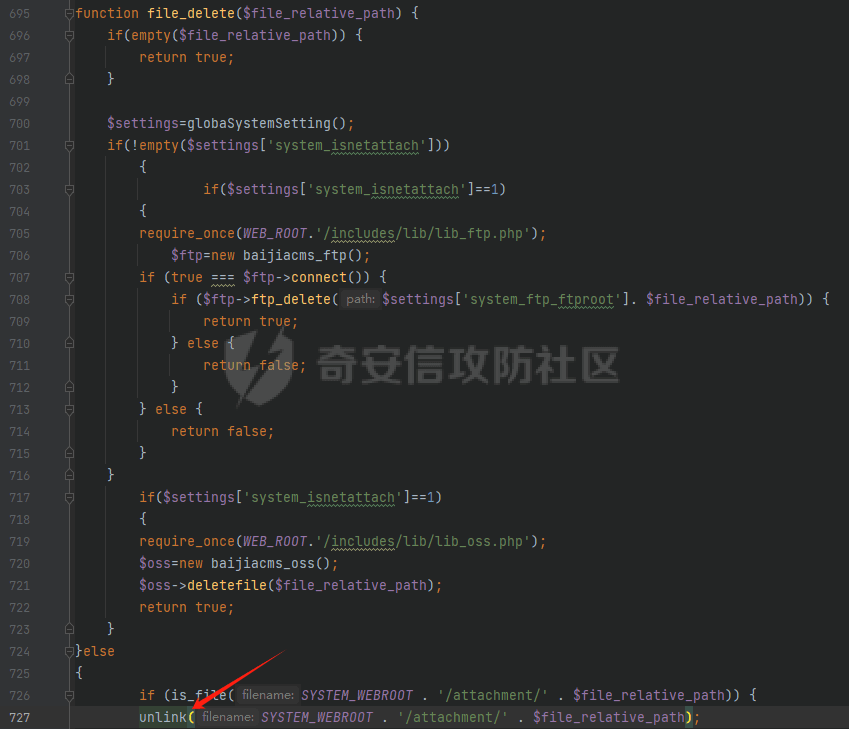 695 function file_delete($file_relative_path) {
696 if(empty($file_relative_path)) {
697 return true;
698 }
699
700 $settings=globaSystemSetting();
701 if(!empty($settings['system_isnetattach']))
702 {
703 if($settings['system_isnetattach']==1)
704 {
705 require_once(WEB_ROOT.'/includes/lib/lib_ftp.php');
706 $ftp=new baijiacms_ftp();
707 if (true === $ftp->connect()) {
708 if ($ftp->ftp_delete( path: $settings['system_ftp_ftproot']. $file_relative_path)) {
709 return true;
710 } else {
711 return false;
712 }
713 } else {
714 return false;
715 }
716 }
717 if($settings['system_isnetattach']==1)
718 {
719 require_once(WEB_ROOT.'/includes/lib/lib_oss.php');
720 $oss=new baijiacms_oss();
721 $oss->deletefile($file_relative_path);
722 return true;
723 }
724 }else
725 {
726 if (is_file( filename: SYSTEM_WEBROOT . '/attachment/' . $file_relative_path)) {
727 unlink( filename: SYSTEM_WEBROOT . '/attachment/' . $file_relative_path);
奇安信攻防社区